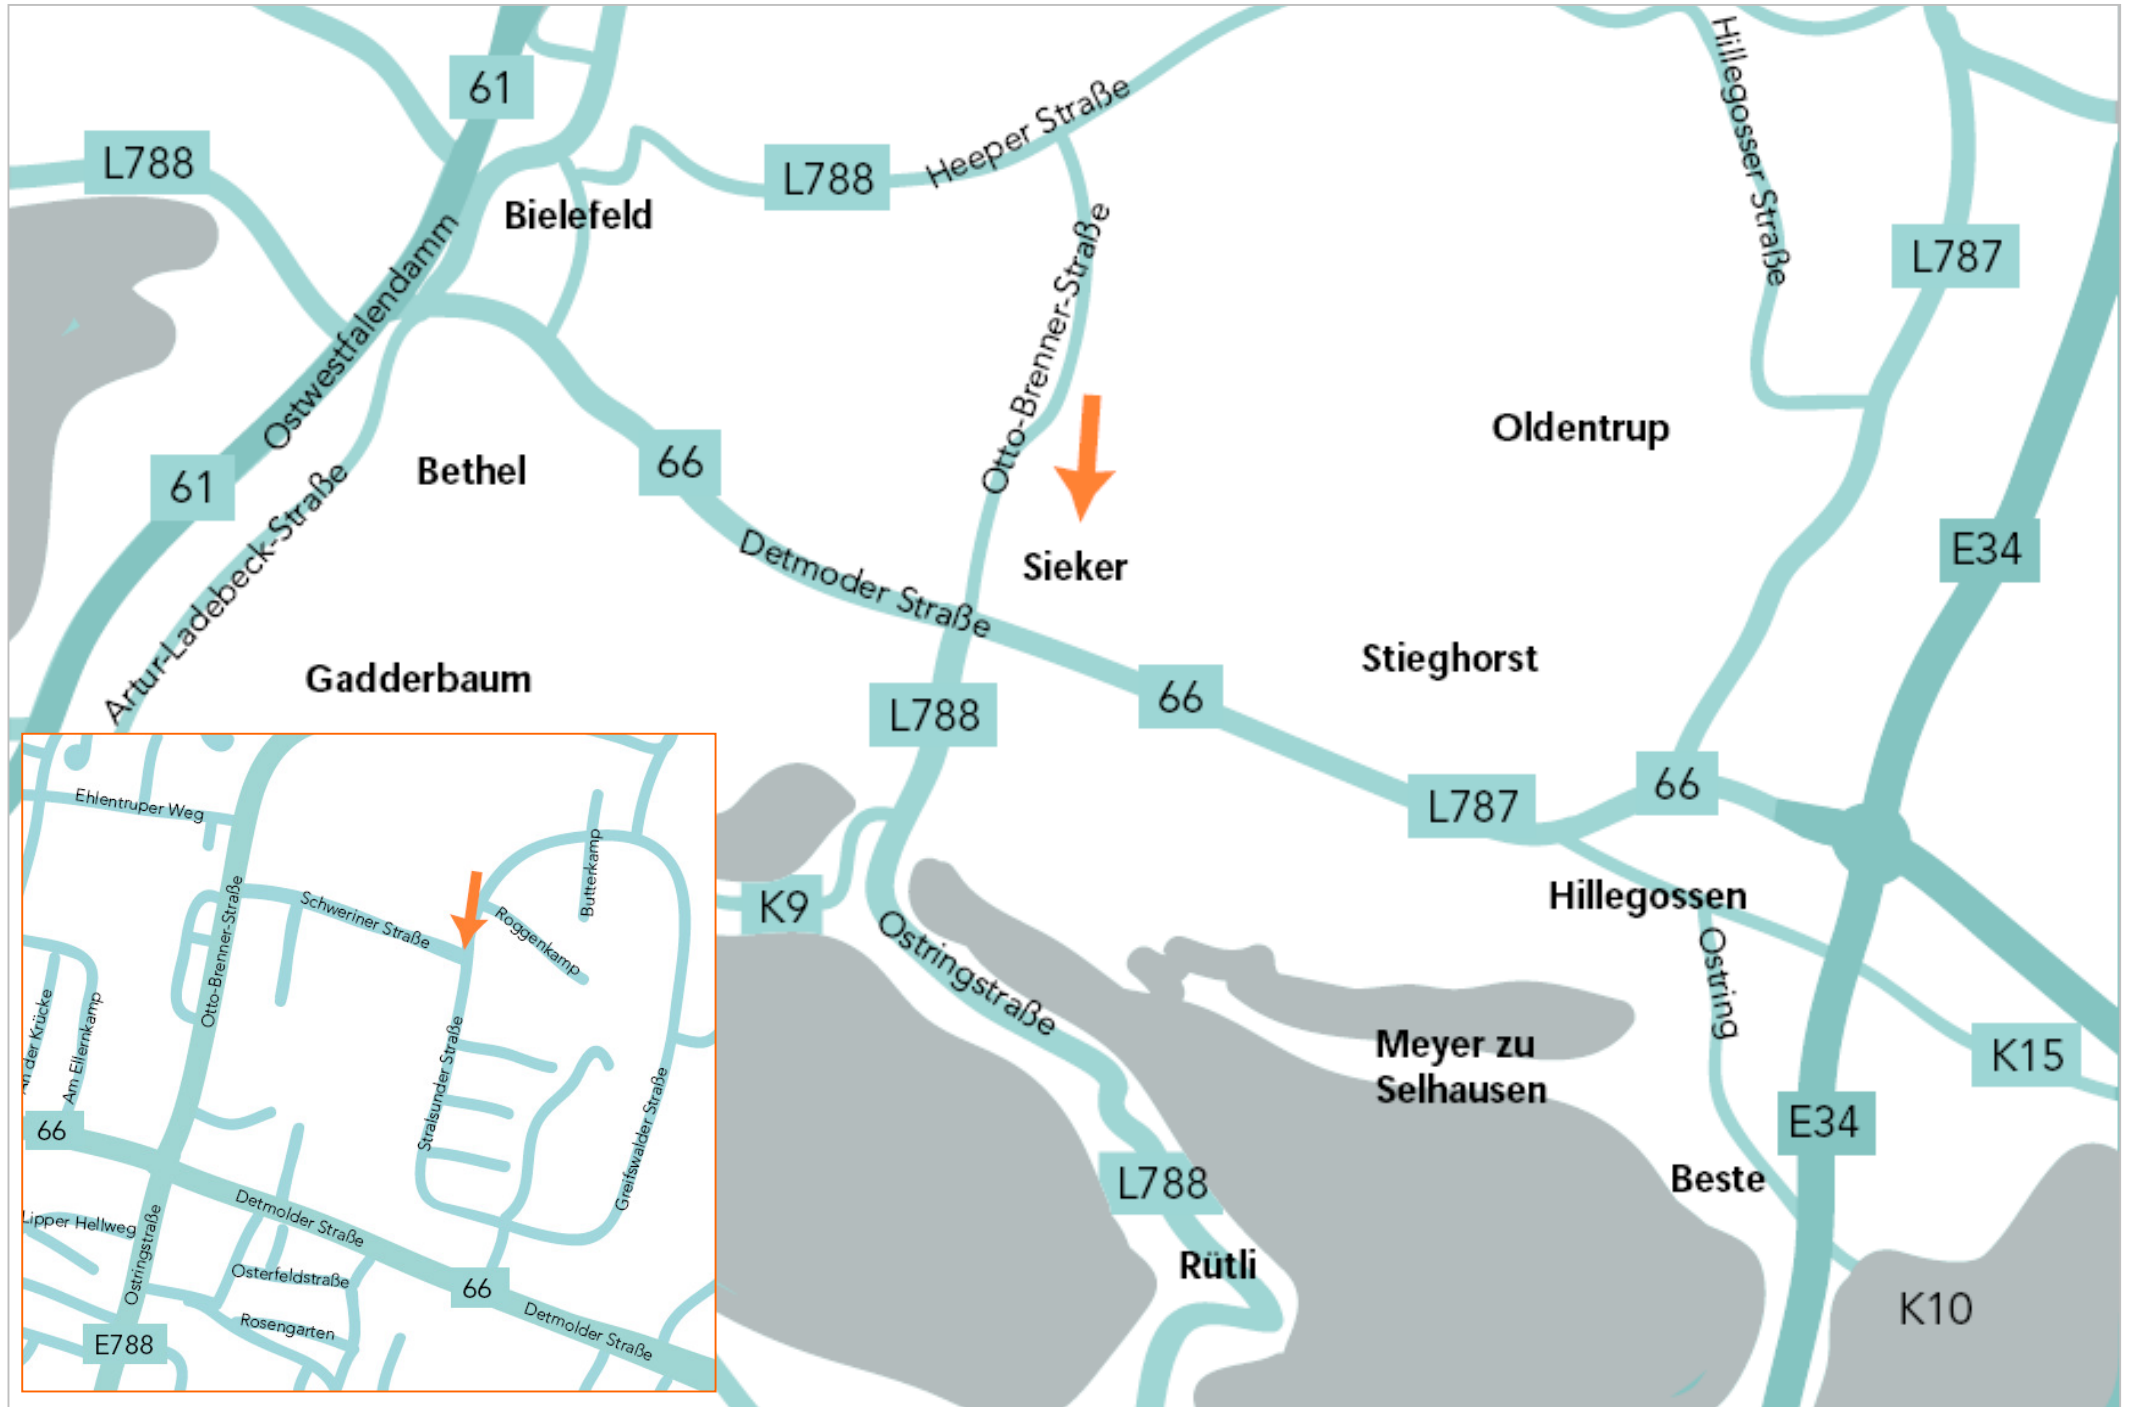 61
Hillegosser Straße
Heeper Straße
L788
L788
Bielefeld
Otto-Brenner-Straße
L787
Ostwestfalendamm
Oldentrup
66
Bethel
61
Artur-Ladebeck-Straße
E34
Detmoder Straße
Sieker
Stieghorst
Gadderbaum
66
L788
66
L787
Hillegossen
K9
Ostringstraße
Ostring
Meyer zu
Selhausen
K15
E34
Beste
L788
Rütli
K10
Ehlentruper Weg
Butterkamp
Schweriner Straße
Otto-Brenner-Straße
Roggenkamp
An der Krücke
Am Ellernkamp
Stralsunder Straße
Greifswalder Straße
66
Detmolder Straße
Lipper Hellweg
Ostringstraße
Osterfeldstraße
66
Detmolder Straße
Rosengarten
E788